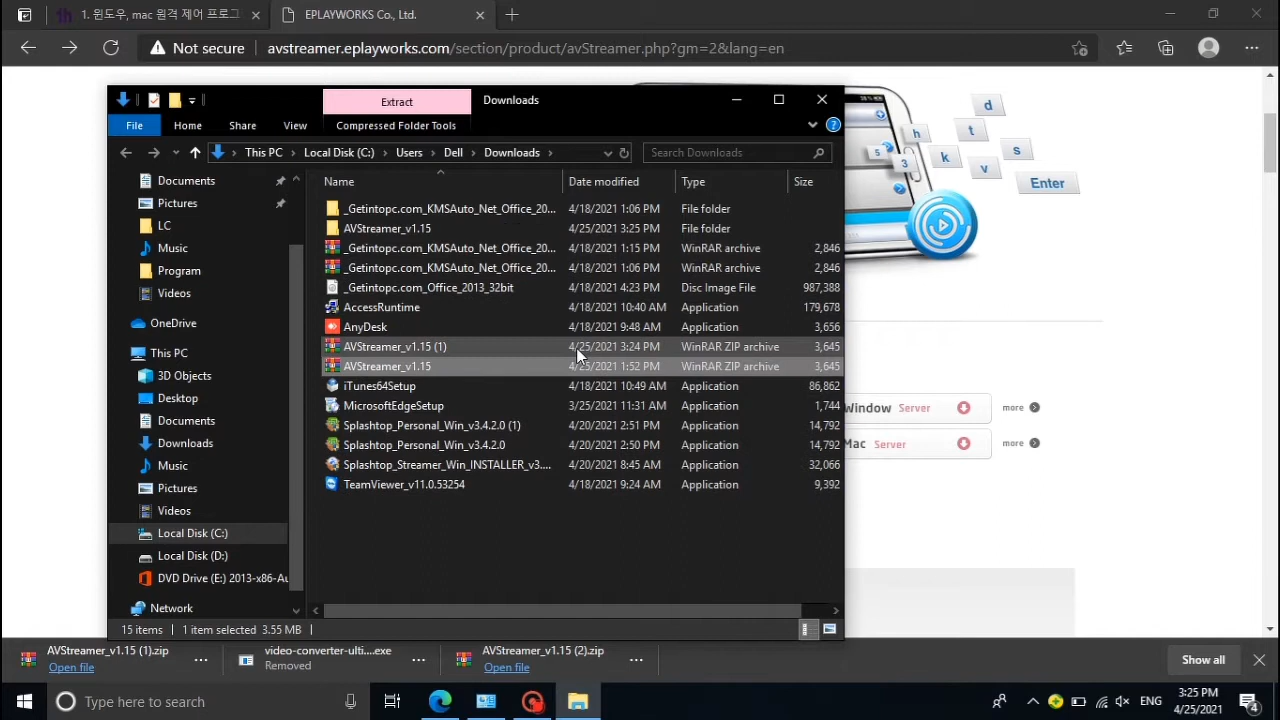 1. 윈도우, mac 원격 제어 프로그
EPLAYWORKS Co., Ltd.
Not secure
avstreamer.eplayworks.com/section/product/avStreamer.php?gm=2&lang=en
Extract
Downloads
File
Home
Share
View
Compressed Folder Tools
This PC > Local Disk (C:) > Users > Dell > Downloads >
Search Downloads
Name
Date modified
Type
Size
Documents
Pictures
LC
Music
Program
Videos
OneDrive
This PC
3D Objects
Desktop
Documents
Downloads
Music
Pictures
Videos
Local Disk (C:)
Local Disk (D:)
DVD Drive (E:) 2013-x86-Au
Network
_Getintopc.com_KMSAuto_Net_Office_20... 4/18/2021 1:06 PM File folder
AVStreamer_v1.15 4/25/2021 3:25 PM File folder
_Getintopc.com_KMSAuto_Net_Office_20... 4/18/2021 1:15 PM WinRAR archive 2,846
_Getintopc.com_KMSAuto_Net_Office_20... 4/18/2021 1:06 PM WinRAR archive 2,846
_Getintopc.com_Office_2013_32bit 4/18/2021 4:23 PM Disc Image File 987,388
AccessRuntime 4/18/2021 10:40 AM Application 179,678
AnyDesk 4/18/2021 9:48 AM Application 3,656
AVStreamer_v1.15 (1) 4/25/2021 3:24 PM WinRAR ZIP archive 3,645
AVStreamer_v1.15 4/25/2021 1:52 PM WinRAR ZIP archive 3,645
iTunes64Setup 4/18/2021 10:49 AM Application 86,862
MicrosoftEdgeSetup 3/25/2021 11:31 AM Application 1,744
Splashtop_Personal_Win_v3.4.2.0 (1) 4/20/2021 2:51 PM Application 14,792
Splashtop_Personal_Win_v3.4.2.0 4/20/2021 2:50 PM Application 14,792
Splashtop_Streamer_Win_INSTALLER_v3.... 4/20/2021 8:45 AM Application 32,066
TeamViewer_v11.0.53254 4/18/2021 9:24 AM Application 9,392
15 items
1 item selected 3.55 MB
d
h
t
5
3
k
s
v
Enter
Window Server
more
Mac Server
more
AVStreamer_v1.15 (1).zip
Open file
video-converter-ulti....exe
Removed
AVStreamer_v1.15 (2).zip
Open file
Show all
Type here to search
ENG
3:25 PM
4/25/2021
4